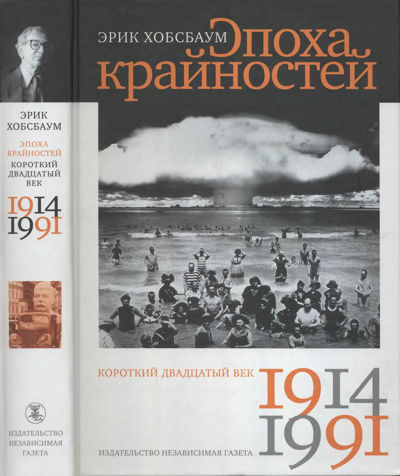 ЭРИК
ХОБСБАУМ
ЭПОХА
КРАЙНОСТЕЙ
КОРОТКИЙ
ДВАДЦАТЫЙ
ВЕК
1914
1991
ИЗДАТЕЛЬСТВО
НЕЗАВИСИМАЯ
ГАЗЕТА
ЭРИК ХОБСБАУМ Эпоха
крайностей
КОРОТКИЙ ДВАДЦАТЫЙ ВЕК
1914
1991
ИЗДАТЕЛЬСТВО НЕЗАВИСИМАЯ ГАЗЕТА